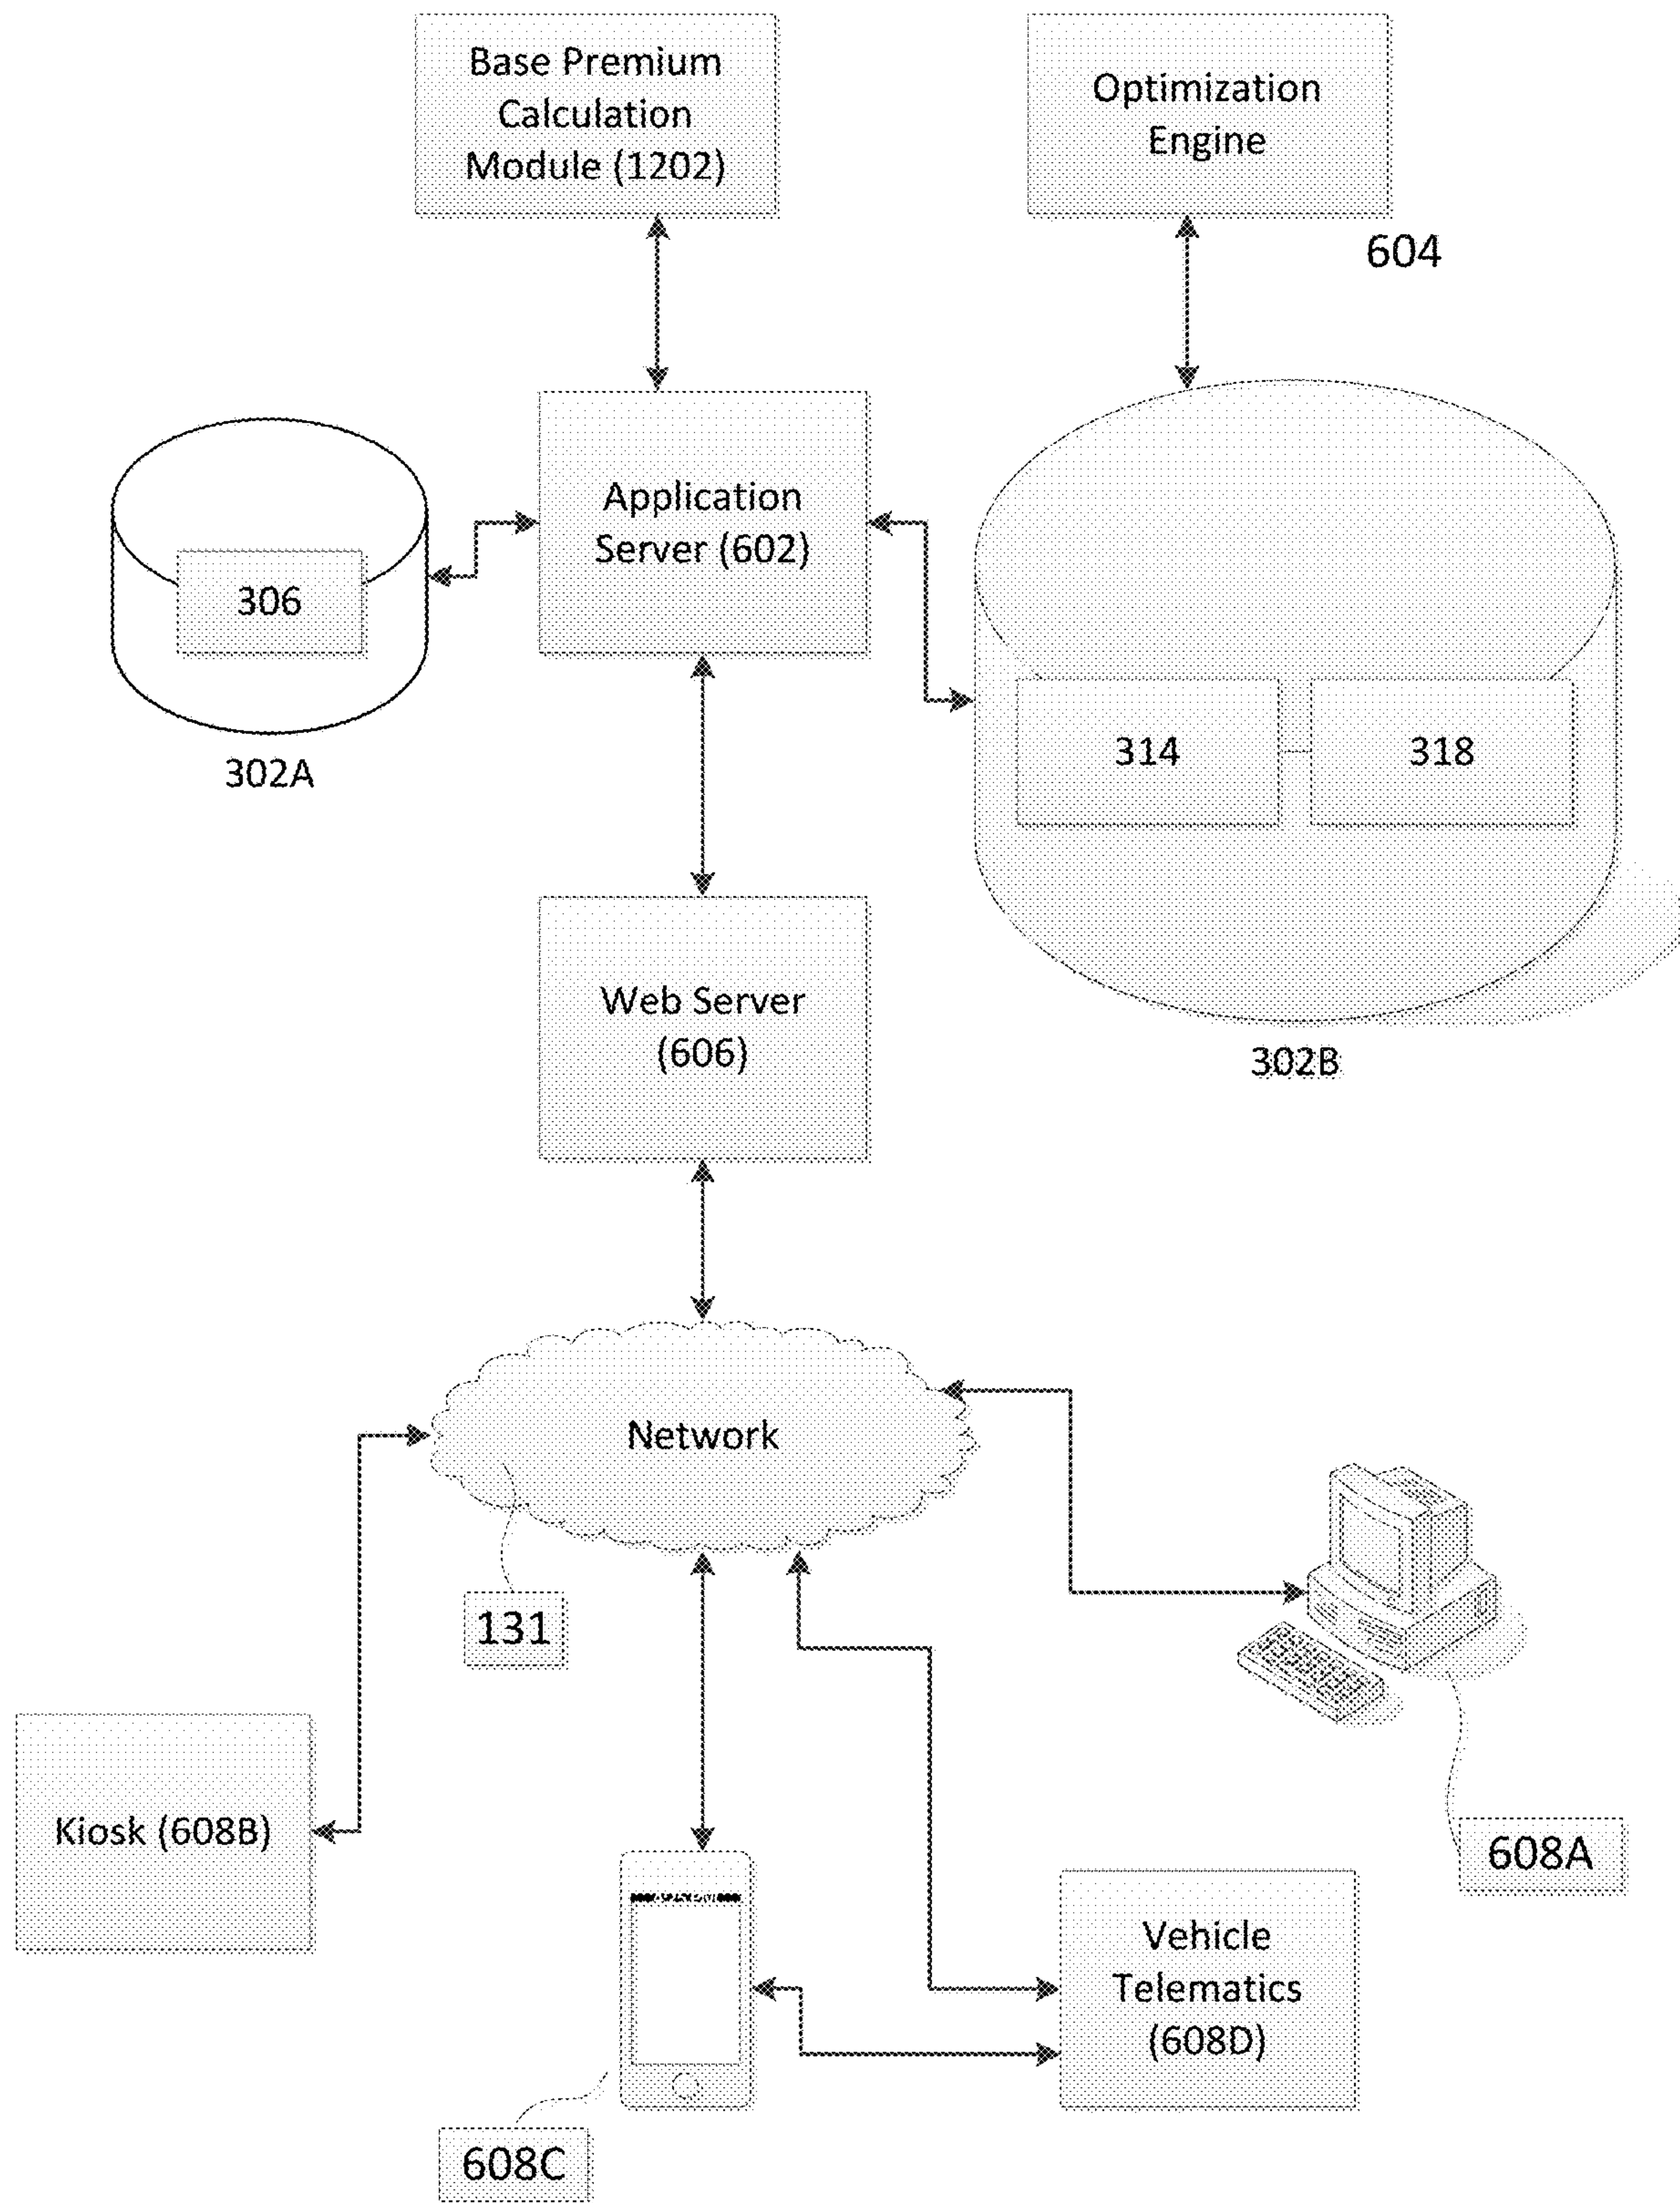 Base Premium
Calculation
Module (1202)
Optimization
Engine
604
Application
Server (602)
306
302A
314
318
302B
Web Server
(606)
Network
131
Kiosk (608B)
608A
Vehicle
Telematics
(608D)
608C